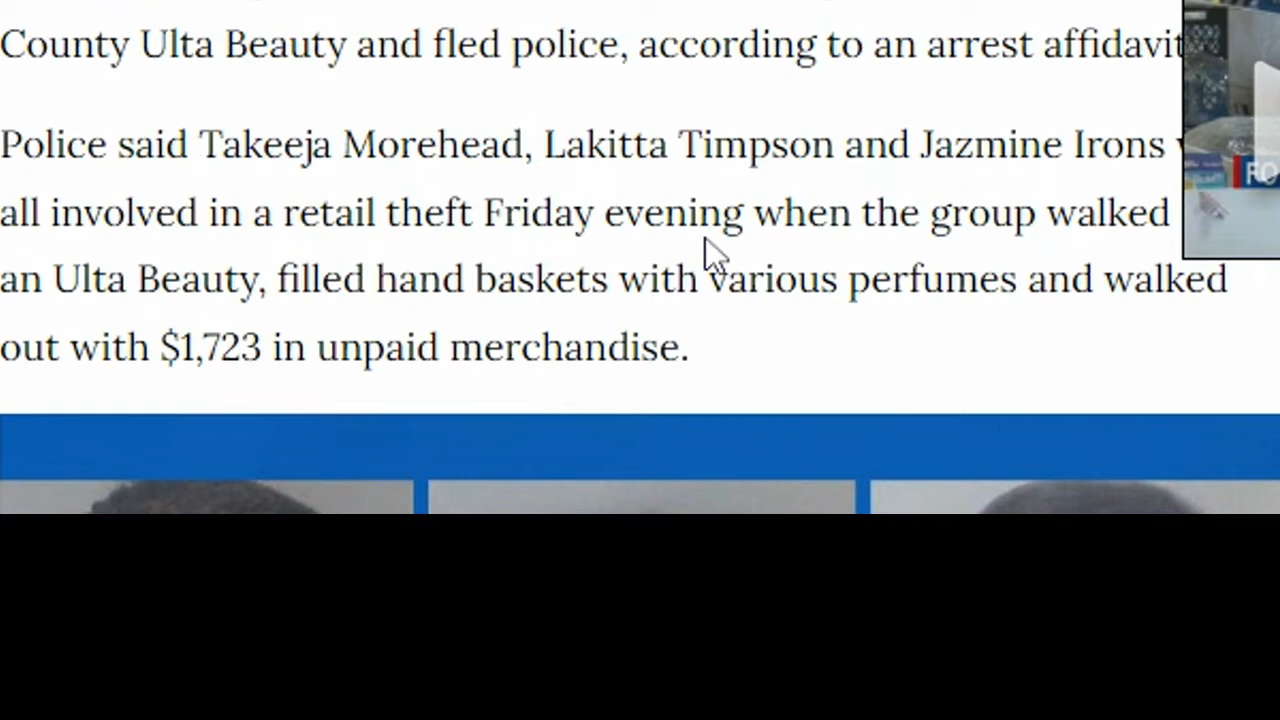 County Ulta Beauty and fled police, according to an arrest affidavit
Police said Takeeja Morehead, Lakitta Timpson and Jazmine Irons
all involved in a retail theft Friday evening when the group walked
an Ulta Beauty, filled hand baskets with various perfumes and walked
out with $1,723 in unpaid merchandise.
FO